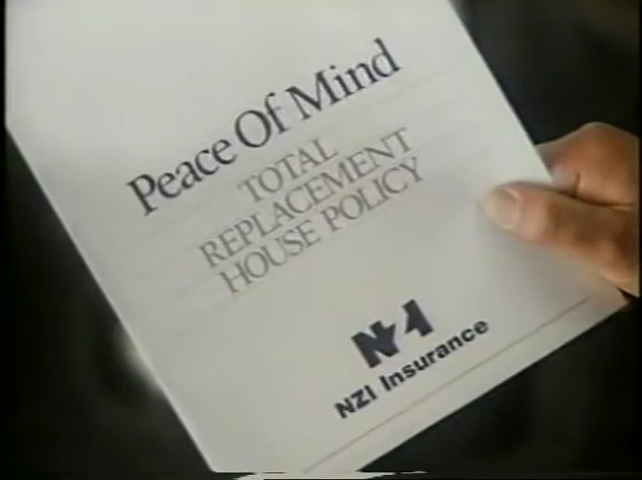 Peace Of Mind
TOTAL
REPLACEMENT
HOUSE POLICY
NZI
NZI Insurance